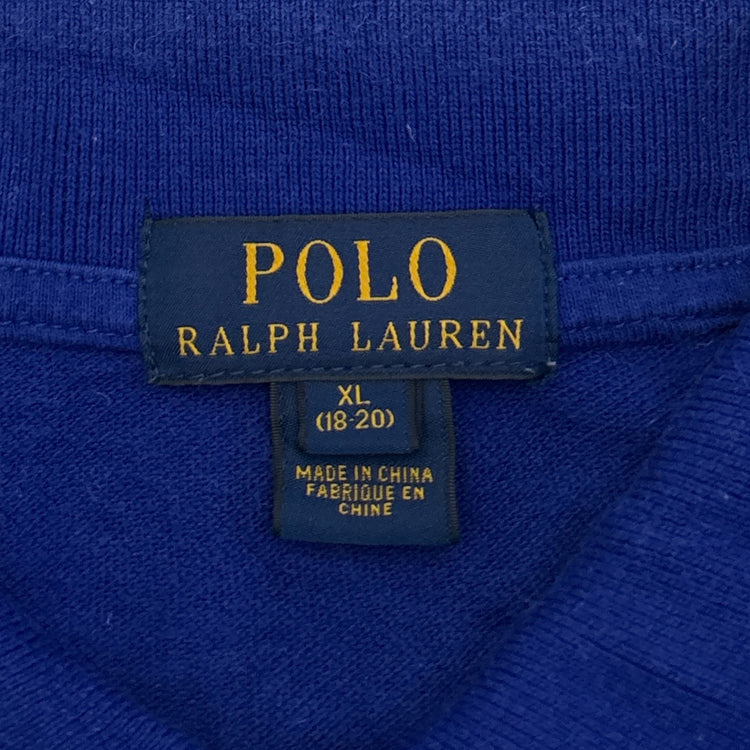 POLO
RALPH LAUREN
XL
(18-20)
MADE IN CHINA
FABRIQUE EN
CHINE